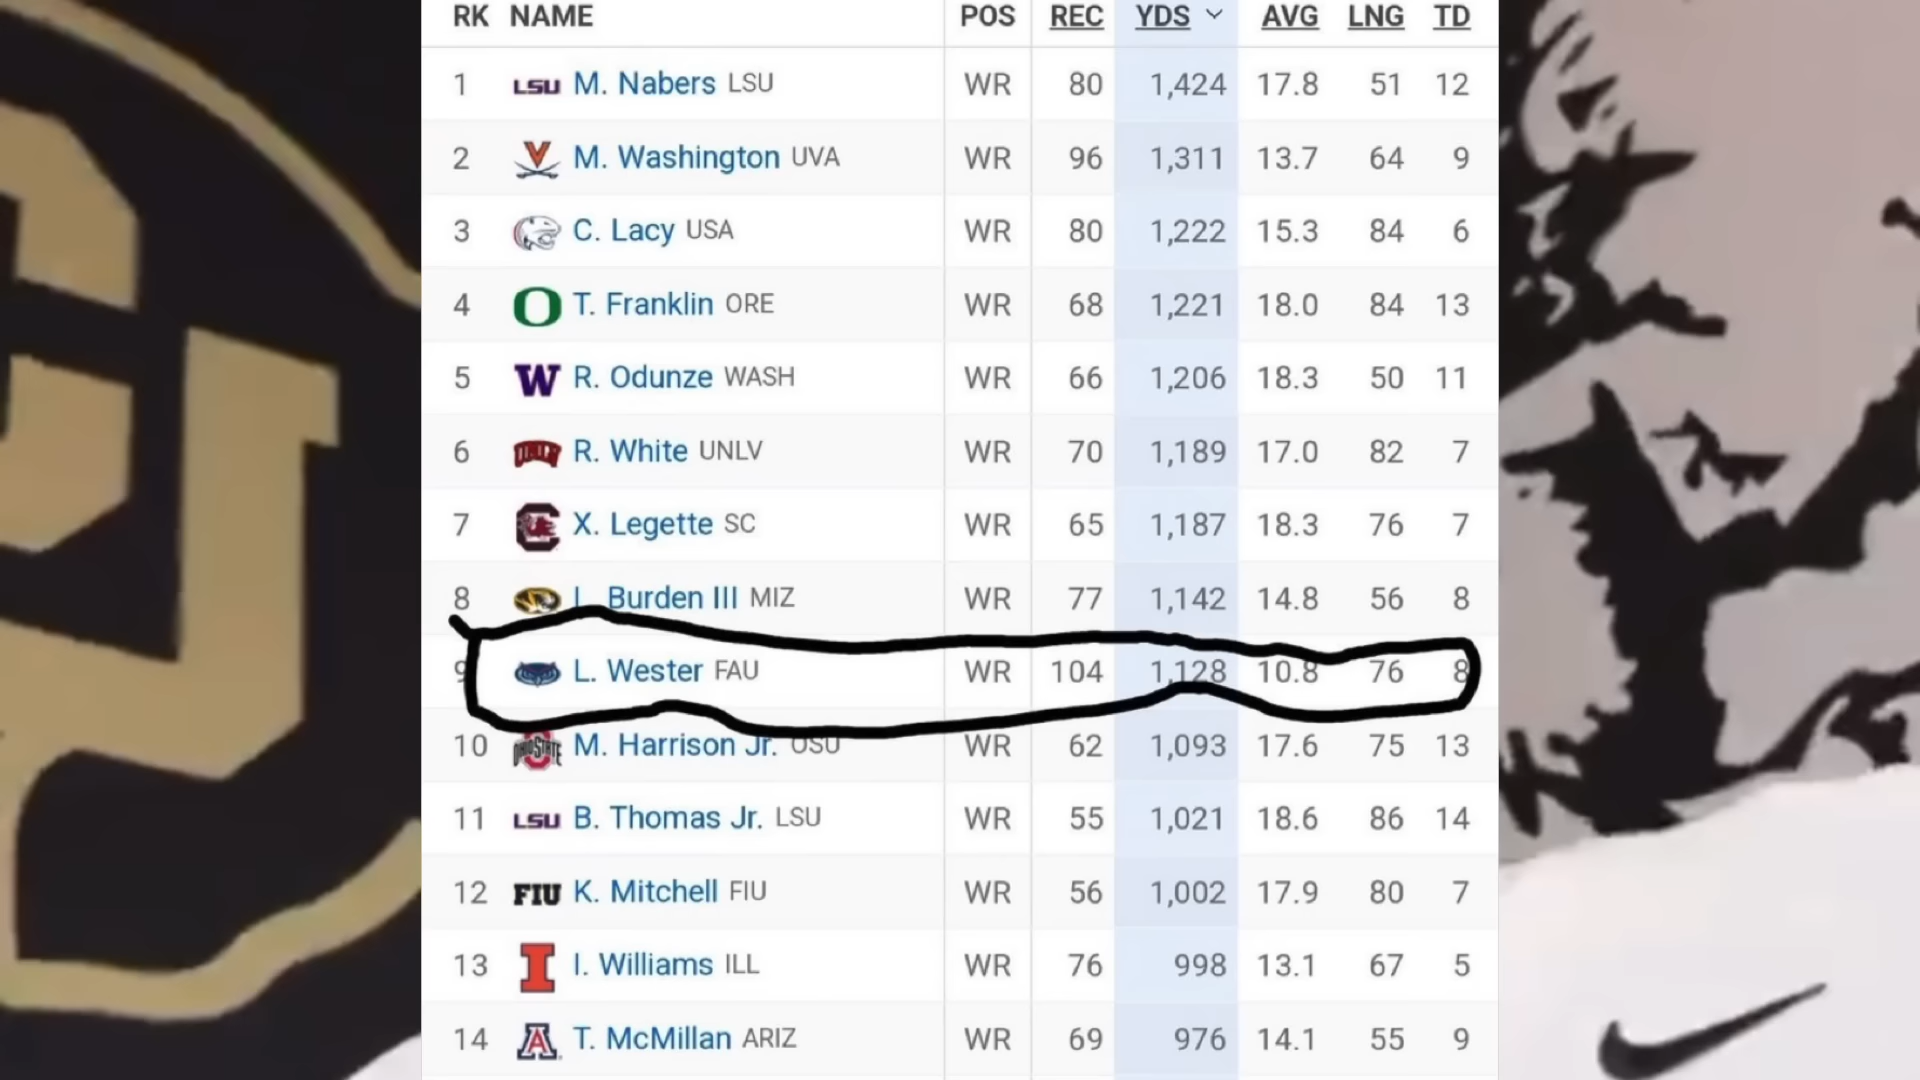 RK NAME POS REC YDS AVG LNG TD
1 LSU M. Nabers LSU WR 80 1,424 17.8 51 12
2 V M. Washington UVA WR 96 1,311 13.7 64 9
3 C. Lacy USA WR 80 1,222 15.3 84 6
4 O T. Franklin ORE WR 68 1,221 18.0 84 13
5 W R. Odunze WASH WR 66 1,206 18.3 50 11
6 UNLV R. White UNLV WR 70 1,189 17.0 82 7
7 C X. Legette SC WR 65 1,187 18.3 76 7
8 L. Burden III MIZ WR 77 1,142 14.8 56 8
9 L. Wester FAU WR 104 1,128 10.8 76 8
10 OHIO STATE M. Harrison Jr. OSU WR 62 1,093 17.6 75 13
11 LSU B. Thomas Jr. LSU WR 55 1,021 18.6 86 14
12 FIU K. Mitchell FIU WR 56 1,002 17.9 80 7
13 I I. Williams ILL WR 76 998 13.1 67 5
14 A T. McMillan ARIZ WR 69 976 14.1 55 9